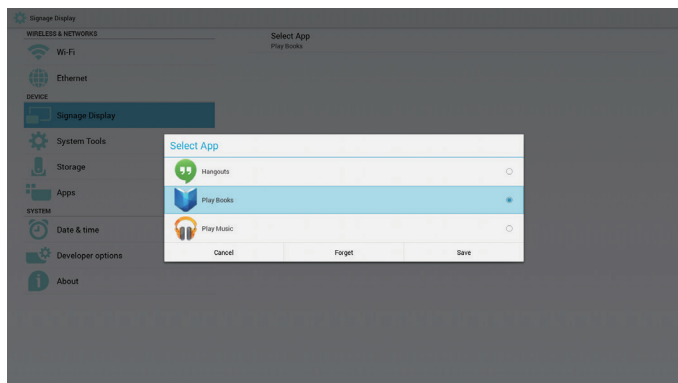 Signage Display
WIRELESS & NETWORKS
Wi-Fi
Ethernet
DEVICE
Signage Display
System Tools
Storage
Apps
SYSTEM
Date & time
Developer options
About
Select App
Play Books
Select App
Hangouts
Play Books
Play Music
Cancel Forget Save